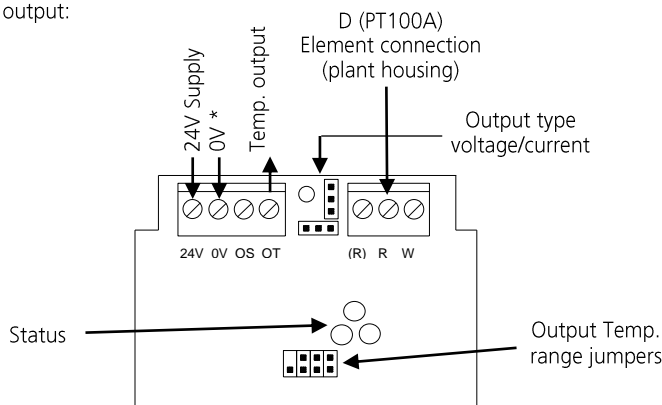 output:
D (PT100A)
Element connection
(plant housing)
24V Supply
0V *
Temp. output
Output type
voltage/current
24V 0V OS OT
(R) R W
Status
Output Temp.
range jumpers